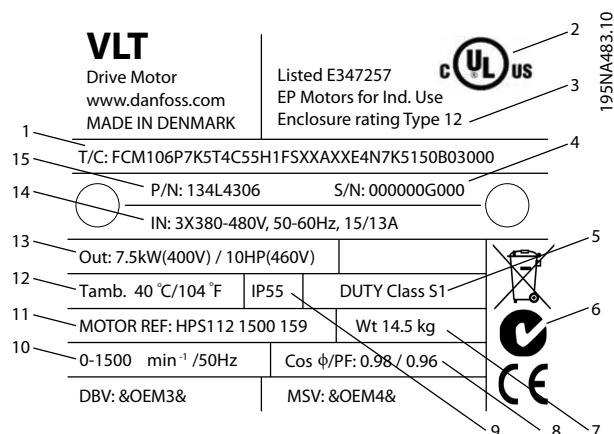 VLT
Drive Motor
www.danfoss.com
MADE IN DENMARK
Listed E347257
EP Motors for Ind. Use
Enclosure rating Type 12
C UL US
2
3
195NA483.10
1
T/C: FCM106P7K5T4C55H1FSXXAXXE4N7K5150B03000
4
15
P/N: 134L4306 S/N: 000000G000
14
IN: 3X380-480V, 50-60Hz, 15/13A
13
Out: 7.5kW(400V) / 10HP(460V)
5
12
Tamb. 40 °C/104 °F IP55 DUTY Class S1
6
11
MOTOR REF: HPS112 1500 159 Wt 14.5 kg
10
0-1500 min⁻¹ /50Hz Cos ϕ/PF: 0.98 / 0.96
CE
DBV: &OEM3& MSV: &OEM4&
9 8 7